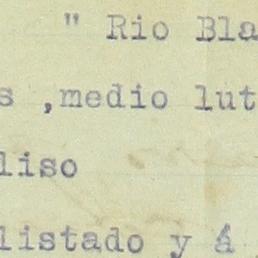 " Rio Bla
s ,medio lut
liso
listado y á